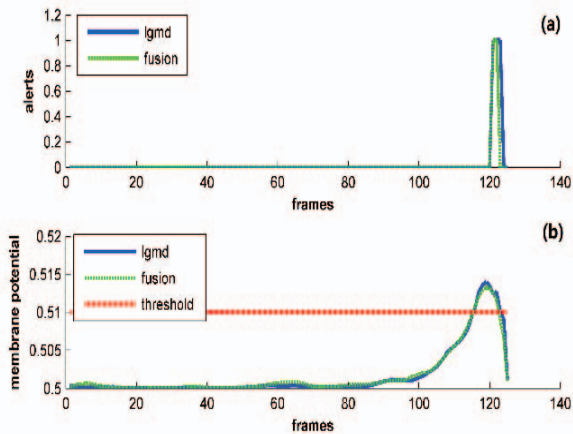 (a)
lgmd
fusion
alerts
1.4
1.2
1
0.8
0.6
0.4
0.2
0
0 20 40 60 80 100 120 140
frames
(b)
lgmd
fusion
threshold
membrane potential
0.52
0.515
0.51
0.505
0.5
0 20 40 60 80 100 120 140
frames